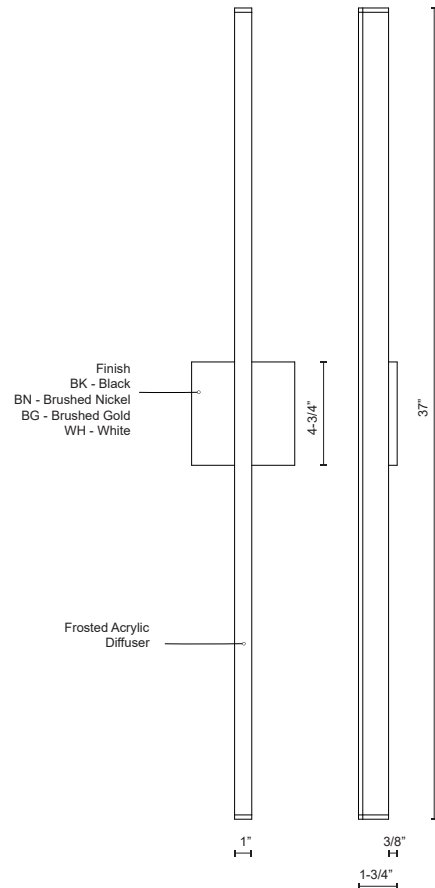 Finish
BK - Black
BN - Brushed Nickel
BG - Brushed Gold
WH - White
4-3/4”
37”
Frosted Acrylic
Diffuser
1”
3/8”
1-3/4”